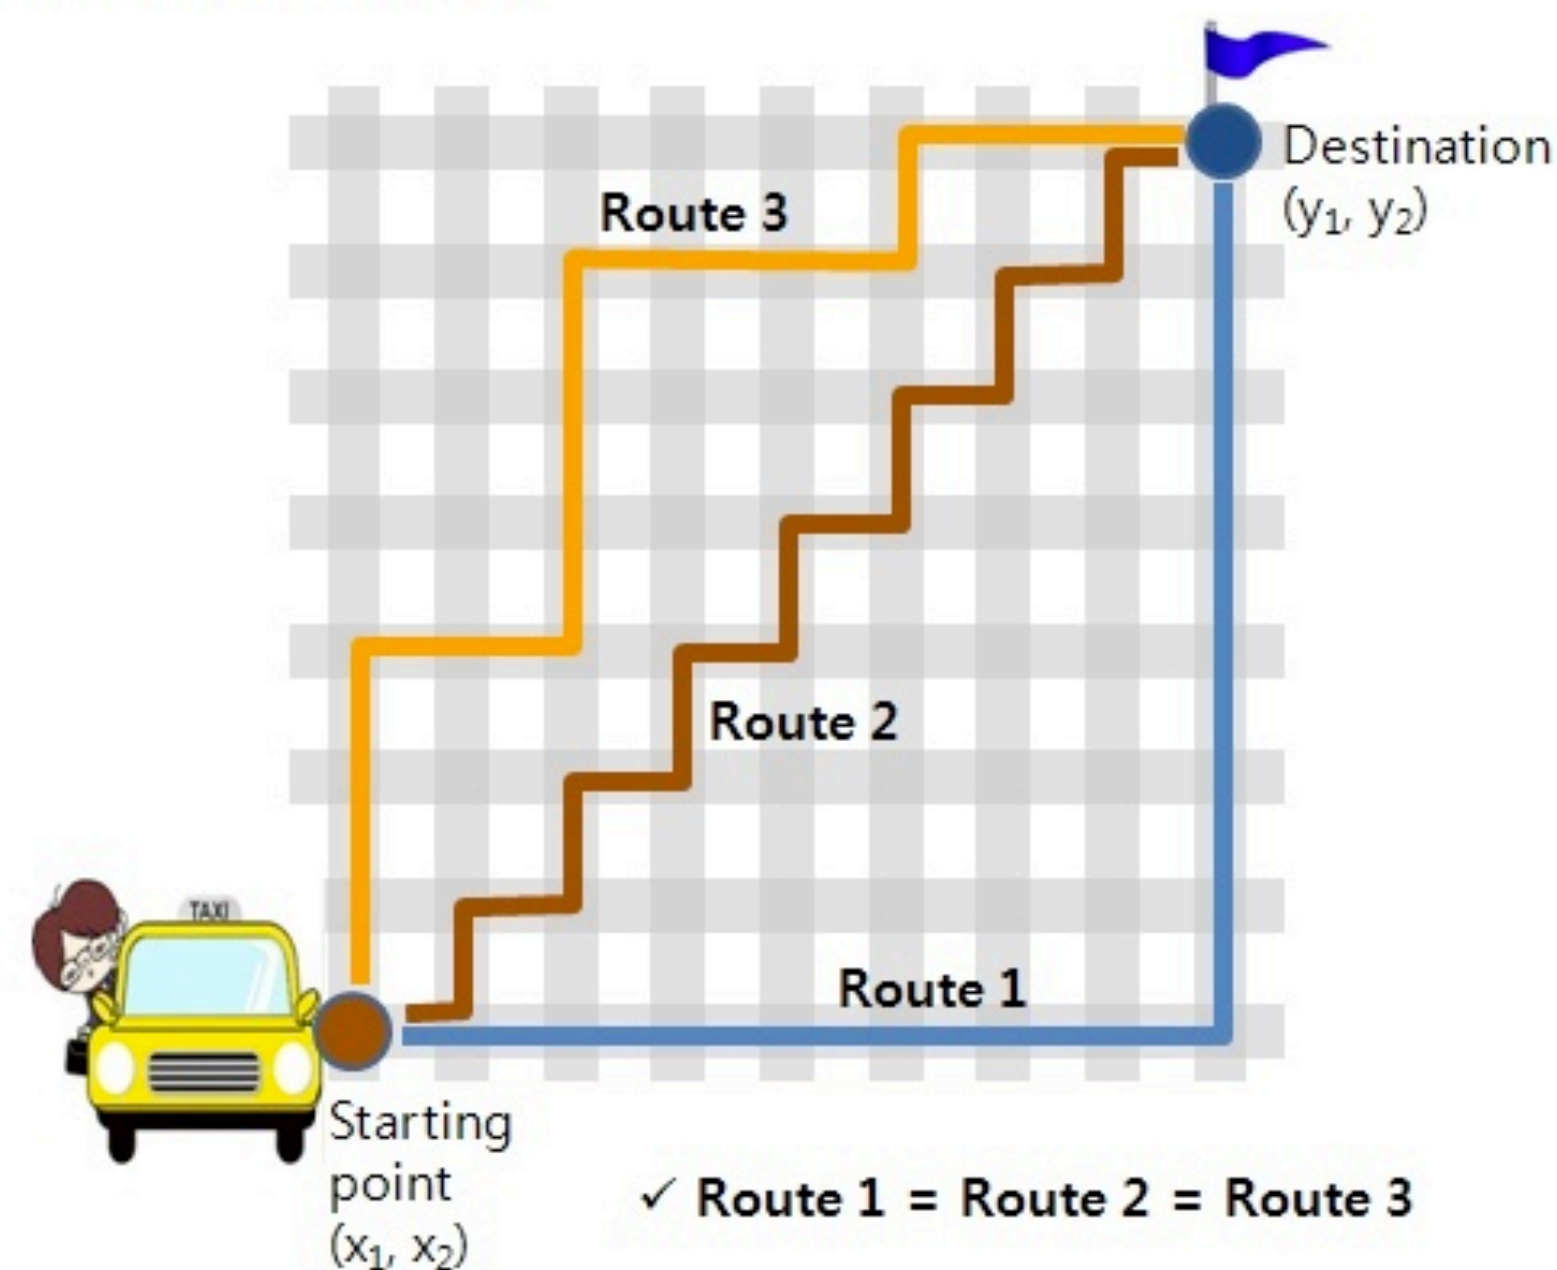 Destination
(y₁, y₂)
Route 3
Route 2
TAXI
Route 1
Starting
point
(x₁, x₂)
✓ Route 1 = Route 2 = Route 3